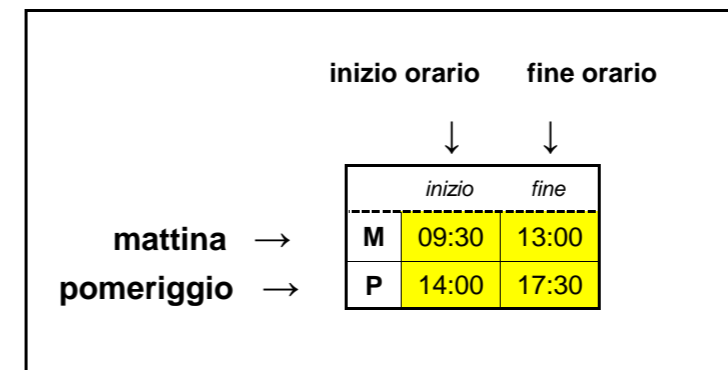 inizio orario fine orario
↓ ↓
inizio fine
mattina → M 09:30 13:00
pomeriggio → P 14:00 17:30